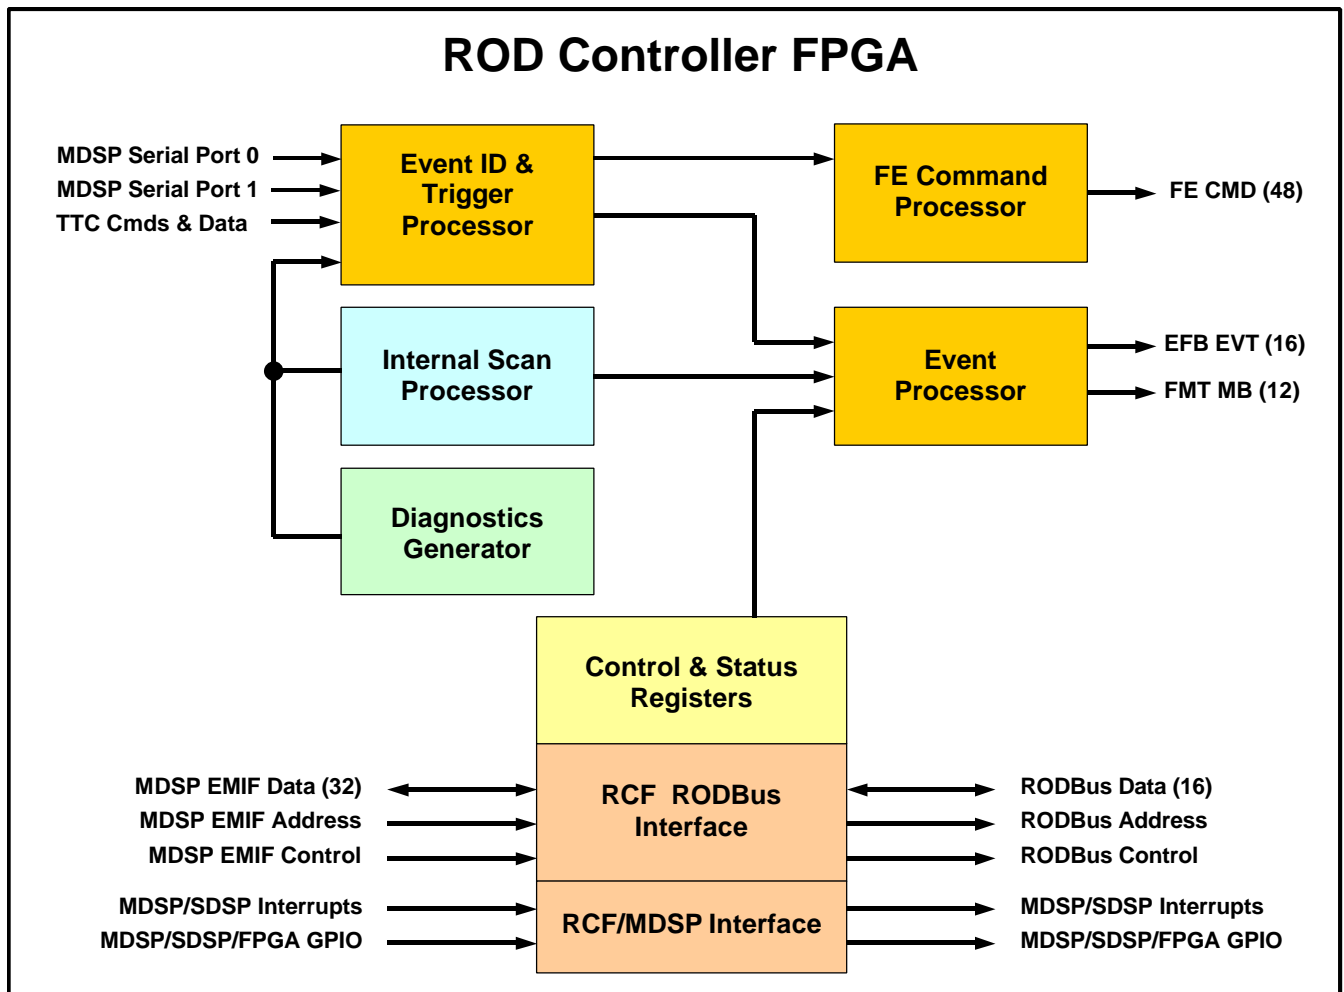 ROD Controller FPGA
MDSP Serial Port 0
MDSP Serial Port 1
TTC Cmds & Data
Event ID &
Trigger
Processor
FE Command
Processor
FE CMD (48)
Internal Scan
Processor
Event
Processor
EFB EVT (16)
FMT MB (12)
Diagnostics
Generator
Control & Status
Registers
MDSP EMIF Data (32)
MDSP EMIF Address
MDSP EMIF Control
RCF RODBus
Interface
RODBus Data (16)
RODBus Address
RODBus Control
MDSP/SDSP Interrupts
MDSP/SDSP/FPGA GPIO
RCF/MDSP Interface
MDSP/SDSP Interrupts
MDSP/SDSP/FPGA GPIO